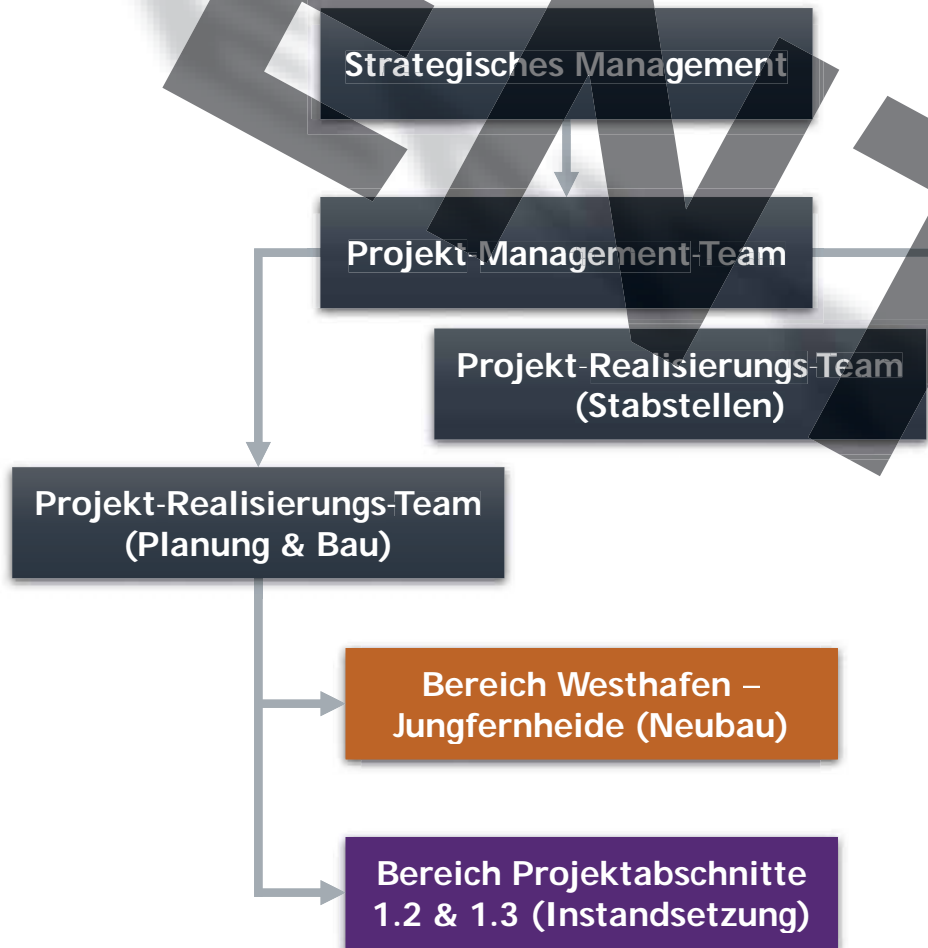 Strategisches Management
Projekt-Management-Team
Projekt-Realisierungs-Team
(Stabstellen)
Projekt-Realisierungs-Team
(Planung & Bau)
Bereich Westhafen –
Jungfernheide (Neubau)
Bereich Projektabschnitte
1.2 & 1.3 (Instandsetzung)